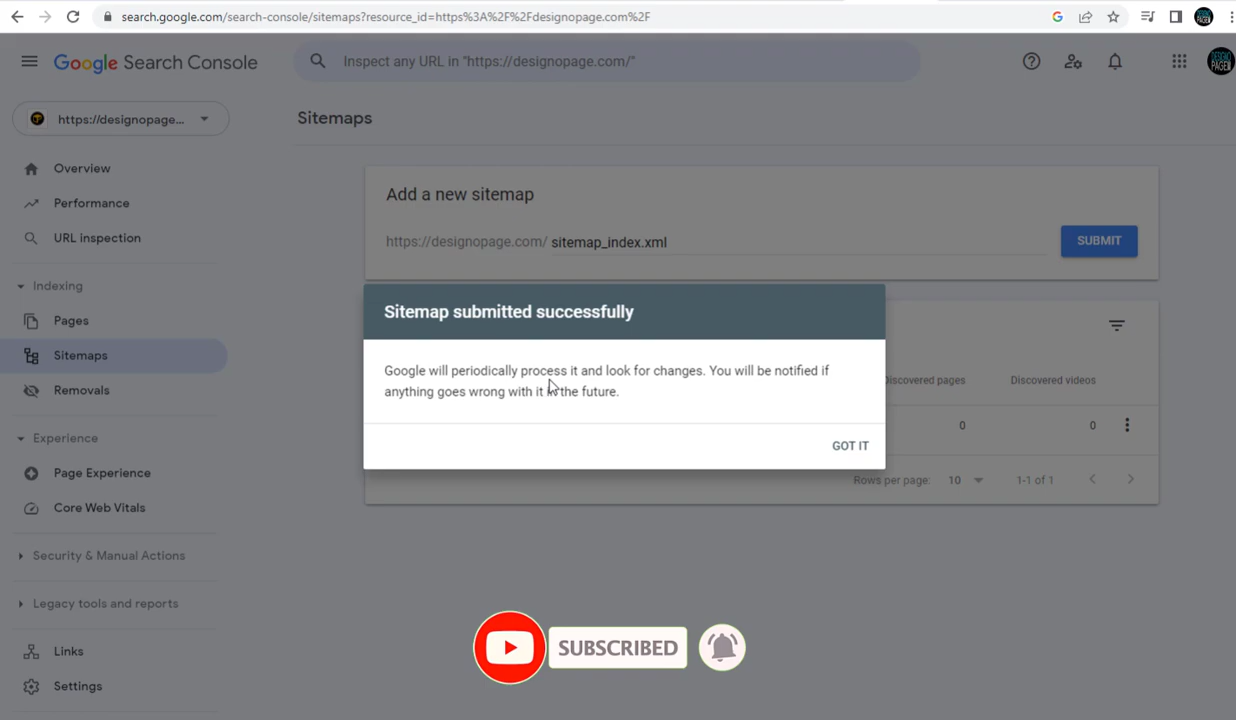 search.google.com/search-console/sitemaps?resource_id=https%3A%2F%2Fdesignopage.com%2F
Google Search Console
Inspect any URL in "https://designopage.com/"
https://designopage...
Sitemaps
Overview
Performance
URL inspection
Indexing
Pages
Sitemaps
Removals
Experience
Page Experience
Core Web Vitals
Security & Manual Actions
Legacy tools and reports
Links
Settings
Add a new sitemap
https://designopage.com/ sitemap_index.xml
SUBMIT
Sitemap submitted successfully
Google will periodically process it and look for changes. You will be notified if
anything goes wrong with it in the future.
GOT IT
Discovered pages Discovered videos
0 0
Rows per page: 10 1-1 of 1
SUBSCRIBED